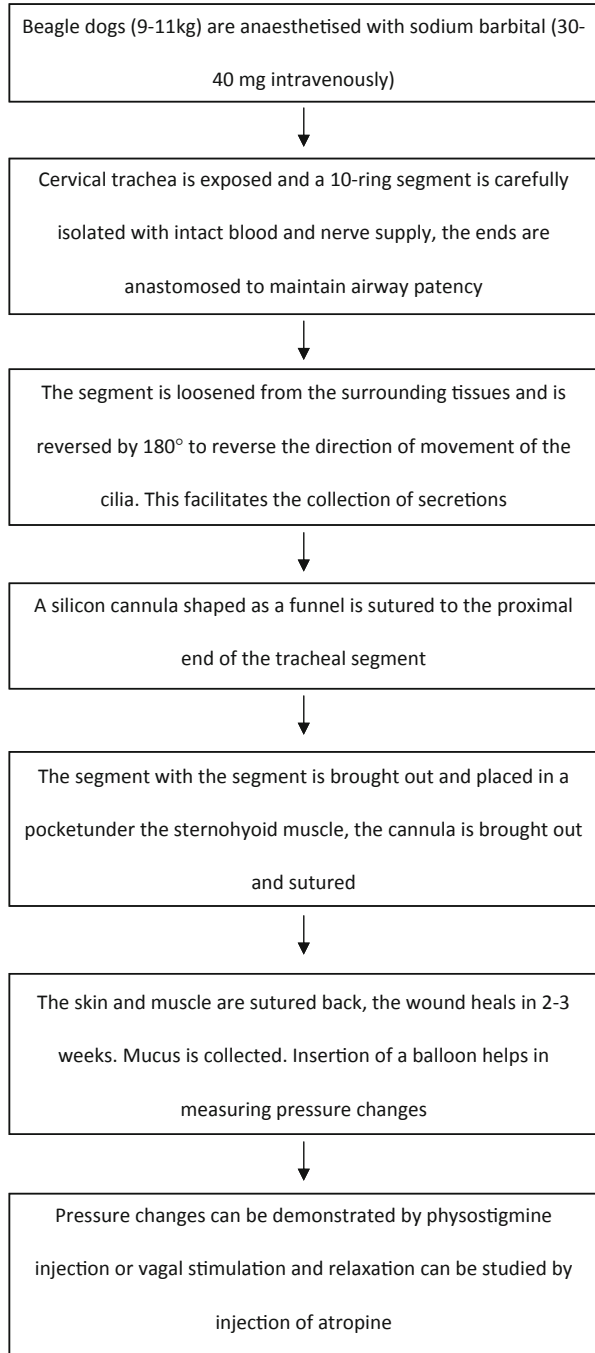 Beagle dogs (9-11kg) are anaesthetised with sodium barbital (30-
40 mg intravenously)
Cervical trachea is exposed and a 10-ring segment is carefully
isolated with intact blood and nerve supply, the ends are
anastomosed to maintain airway patency
The segment is loosened from the surrounding tissues and is
reversed by 180° to reverse the direction of movement of the
cilia. This facilitates the collection of secretions
A silicon cannula shaped as a funnel is sutured to the proximal
end of the tracheal segment
The segment with the segment is brought out and placed in a
pocketunder the sternohyoid muscle, the cannula is brought out
and sutured
The skin and muscle are sutured back, the wound heals in 2-3
weeks. Mucus is collected. Insertion of a balloon helps in
measuring pressure changes
Pressure changes can be demonstrated by physostigmine
injection or vagal stimulation and relaxation can be studied by
injection of atropine